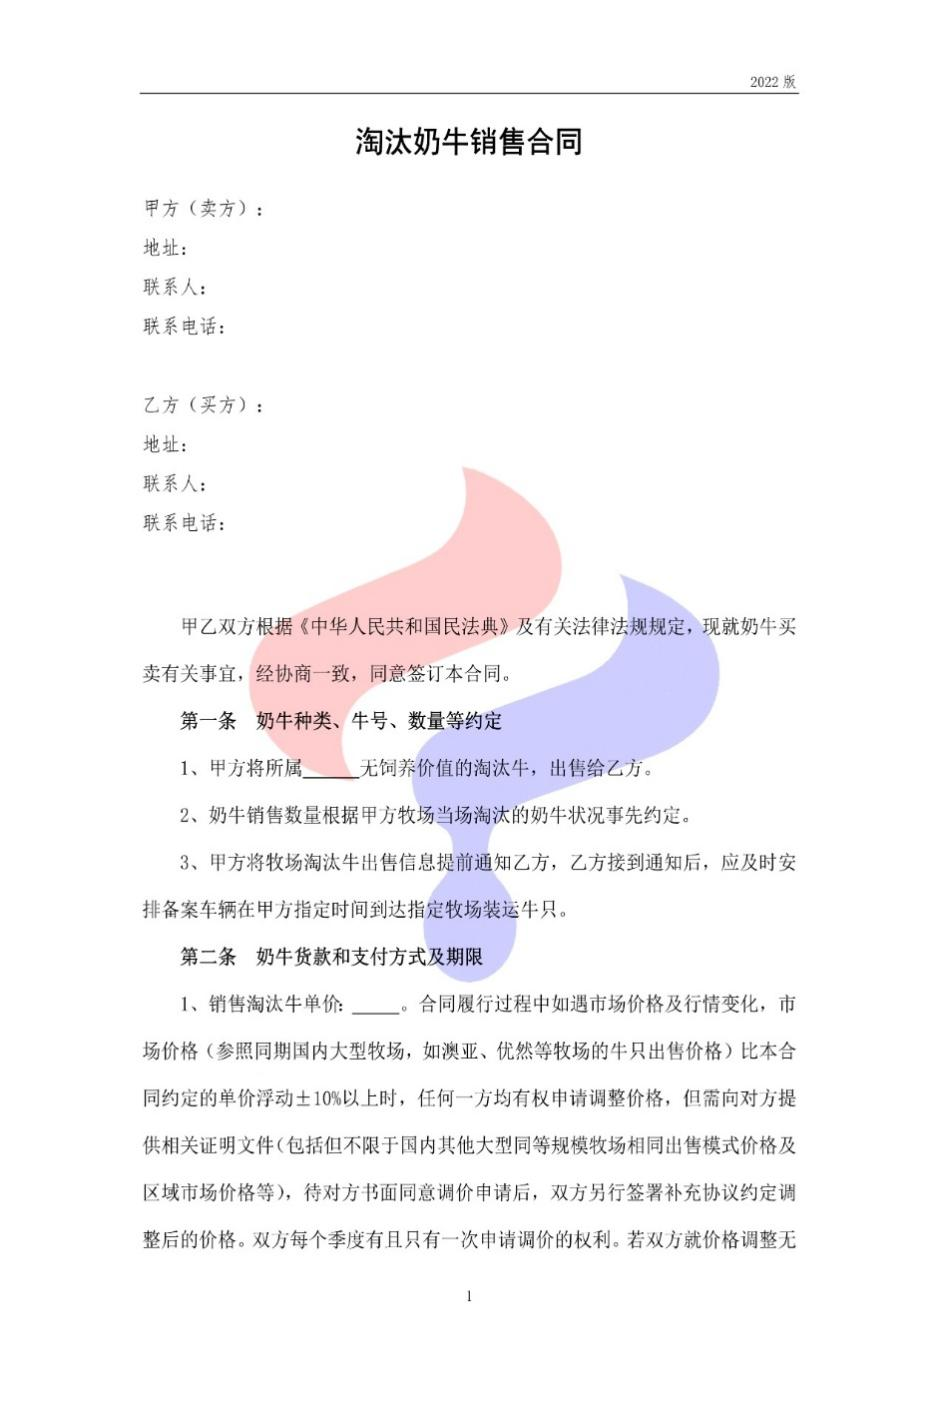 2022 版
淘汰奶牛销售合同
甲方（卖方）：
地址：
联系人：
联系电话：
乙方（买方）：
地址：
联系人：
联系电话：
甲乙双方根据《中华人民共和国民法典》及有关法律法规规定，现就奶牛买
卖有关事宜，经协商一致，同意签订本合同。
第一条 奶牛种类、牛号、数量等约定
1、甲方将所属______无饲养价值的淘汰牛，出售给乙方。
2、奶牛销售数量根据甲方牧场当场淘汰的奶牛状况事先约定。
3、甲方将牧场淘汰牛出售信息提前通知乙方，乙方接到通知后，应及时安
排备案车辆在甲方指定时间到达指定牧场装运牛只。
第二条 奶牛货款和支付方式及期限
1、销售淘汰牛单价：_____。合同履行过程中如遇市场价格及行情变化，市
场价格（参照同期国内大型牧场，如澳亚、优然等牧场的牛只出售价格）比本合
同约定的单价浮动±10%以上时，任何一方均有权申请调整价格，但需向对方提
供相关证明文件（包括但不限于国内其他大型同等规模牧场相同出售模式价格及
区域市场价格等），待对方书面同意调价申请后，双方另行签署补充协议约定调
整后的价格。双方每个季度有且只有一次申请调价的权利。若双方就价格调整无
1